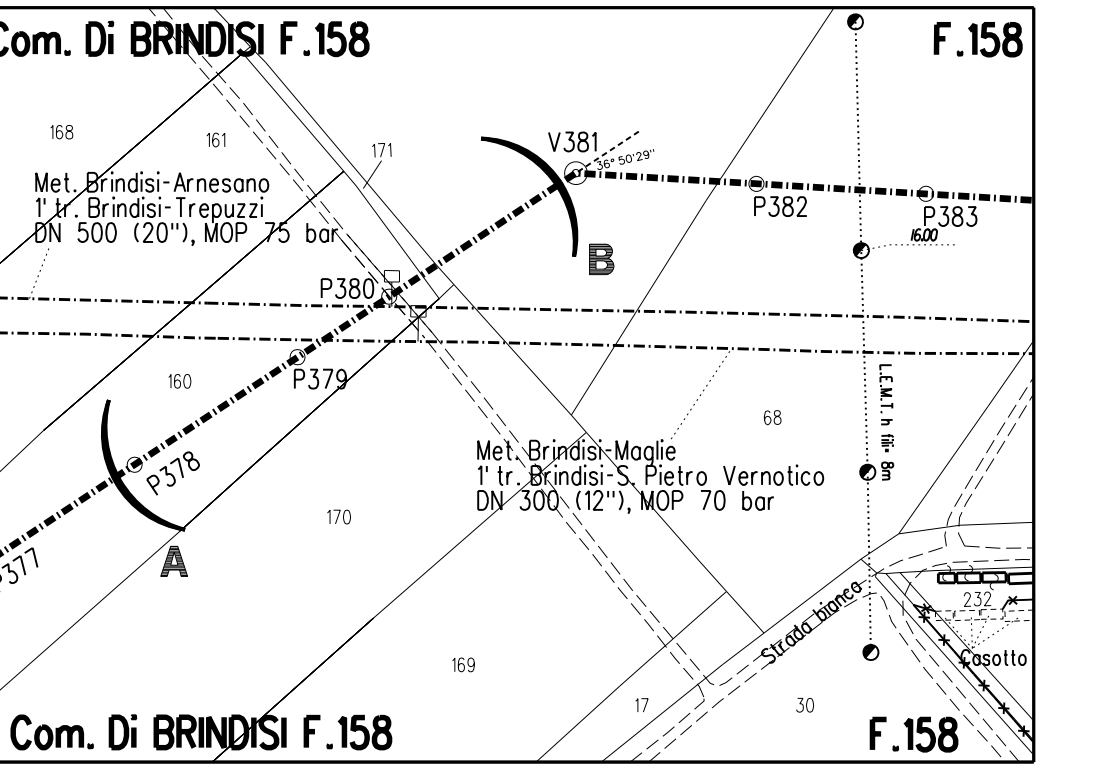 Com. Di BRINDISI F.158
F.158
168
161
171
V381
36° 50'29"
Met. Brindisi-Arnesano
1' tr. Brindisi-Trepuzzi
DN 500 (20"), MOP 75 bar
P382
P383
16.00
B
P380
P379
160
L.E.M.T. h fili= 8m
68
P378
Met. Brindisi-Maglie
1' tr. Brindisi-S. Pietro Vernotico
DN 300 (12"), MOP 70 bar
170
A
P377
232
Strada bianca
Casotto
169
17
30
Com. Di BRINDISI F.158
F.158